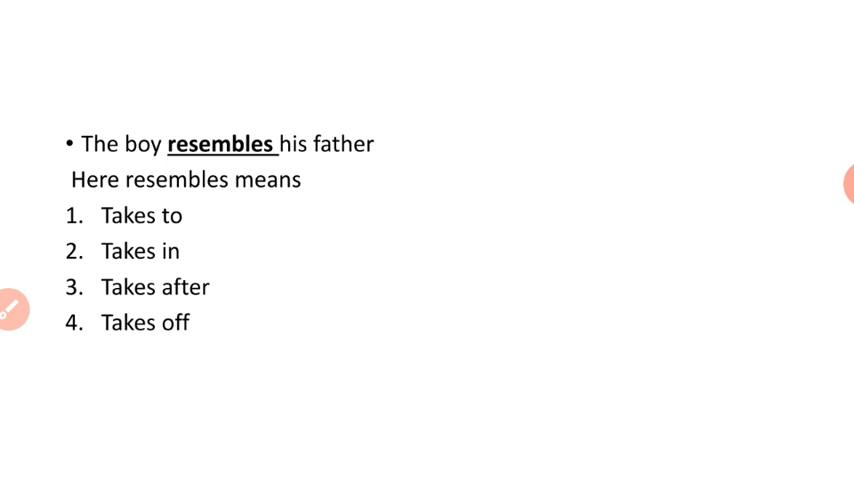 • The boy resembles his father
Here resembles means
1. Takes to
2. Takes in
3. Takes after
4. Takes off